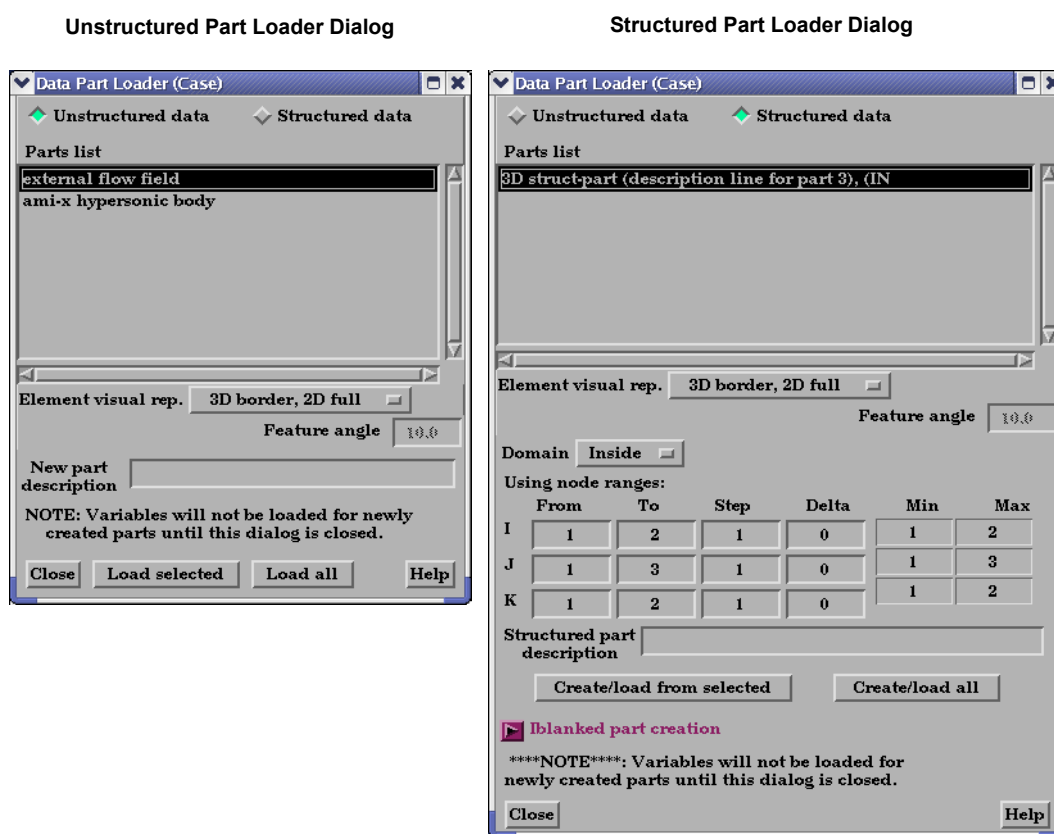 Unstructured Part Loader Dialog
Data Part Loader (Case)
Unstructured data Structured data
Parts list
external flow field
ami-x hypersonic body
Element visual rep. 3D border, 2D full
Feature angle 10.0
New part
description
NOTE: Variables will not be loaded for newly
created parts until this dialog is closed.
Close Load selected Load all Help
Structured Part Loader Dialog
Data Part Loader (Case)
Unstructured data Structured data
Parts list
3D struct-part (description line for part 3), (IN
Element visual rep. 3D border, 2D full
Feature angle 10.0
Domain Inside
Using node ranges:
From To Step Delta Min Max
I 1 2 1 0 1 2
J 1 3 1 0 1 3
K 1 2 1 0 1 2
Structured part
description
Create/load from selected Create/load all
Iblanked part creation
****NOTE****: Variables will not be loaded for
newly created parts until this dialog is closed.
Close Help